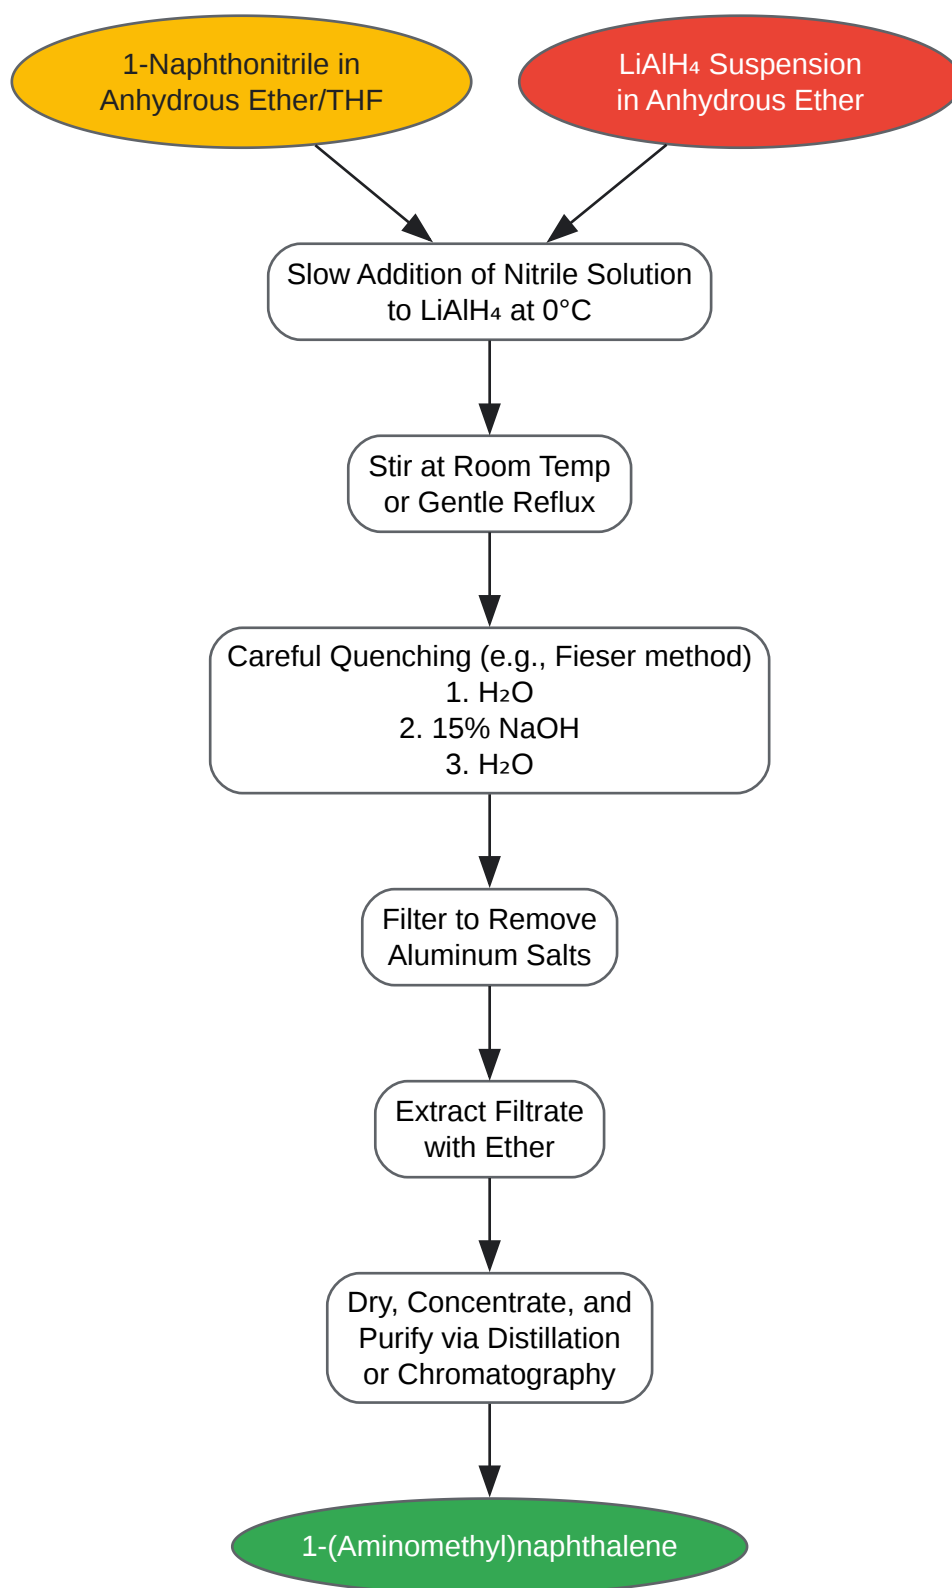 1-Naphthonitrile in
Anhydrous Ether/THF
LiAlH₄ Suspension
in Anhydrous Ether
Slow Addition of Nitrile Solution
to LiAlH₄ at 0°C
Stir at Room Temp
or Gentle Reflux
Careful Quenching (e.g., Fieser method)
1. H₂O
2. 15% NaOH
3. H₂O
Filter to Remove
Aluminum Salts
Extract Filtrate
with Ether
Dry, Concentrate, and
Purify via Distillation
or Chromatography
1-(Aminomethyl)naphthalene